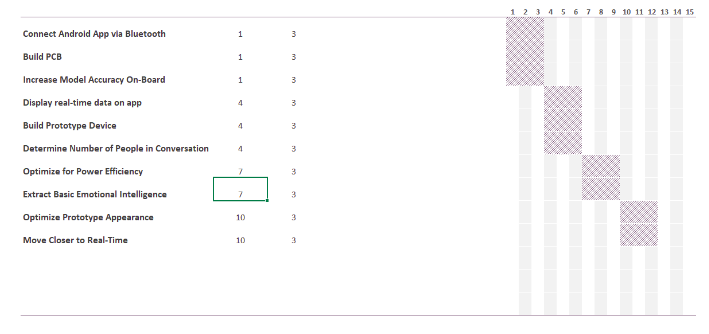 1 2 3 4 5 6 7 8 9 10 11 12 13 14 15
Connect Android App via Bluetooth 1 3
Build PCB 1 3
Increase Model Accuracy On-Board 1 3
Display real-time data on app 4 3
Build Prototype Device 4 3
Determine Number of People in Conversation 4 3
Optimize for Power Efficiency 7 3
Extract Basic Emotional Intelligence 7 3
Optimize Prototype Appearance 10 3
Move Closer to Real-Time 10 3